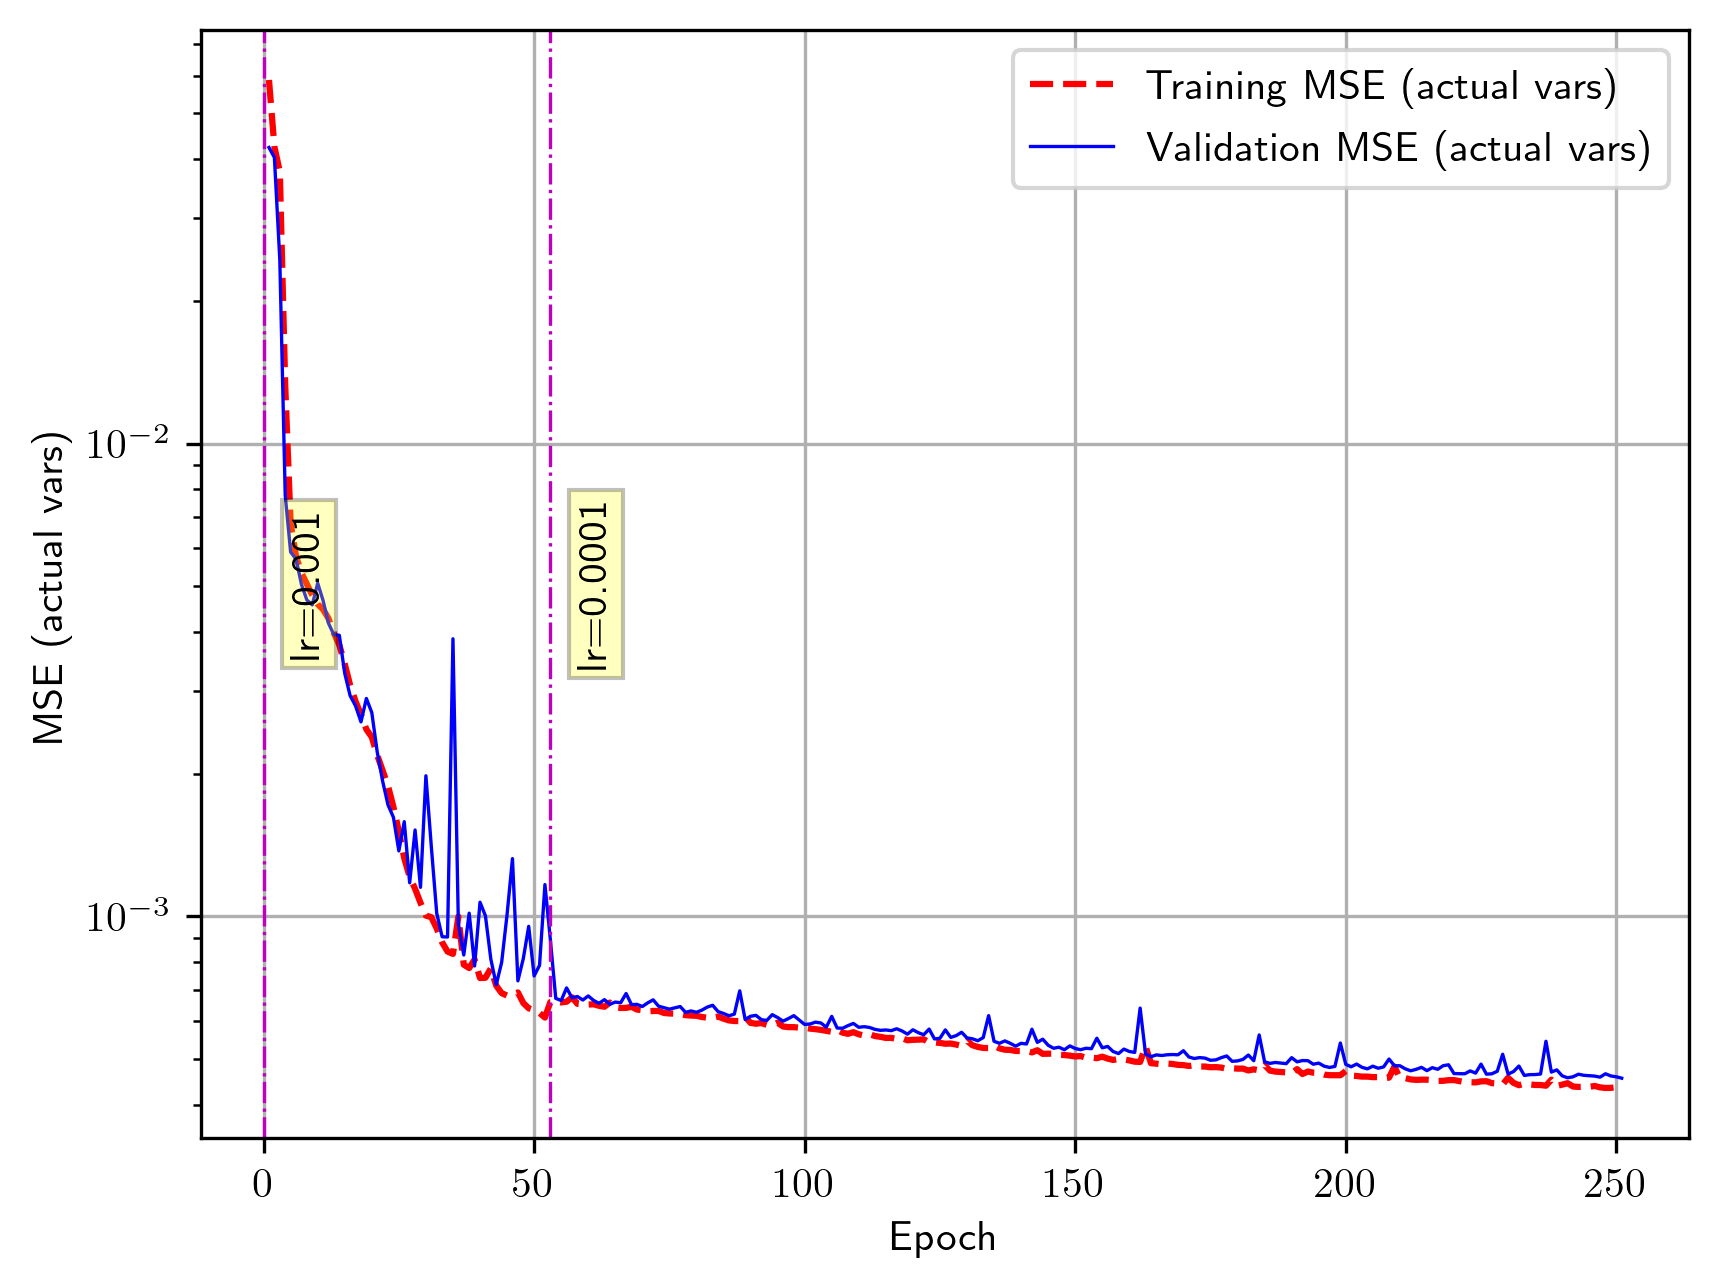 Training MSE (actual vars)
Validation MSE (actual vars)
MSE (actual vars)
10⁻²
10⁻³
lr=0.001
lr=0.0001
0 50 100 150 200 250
Epoch